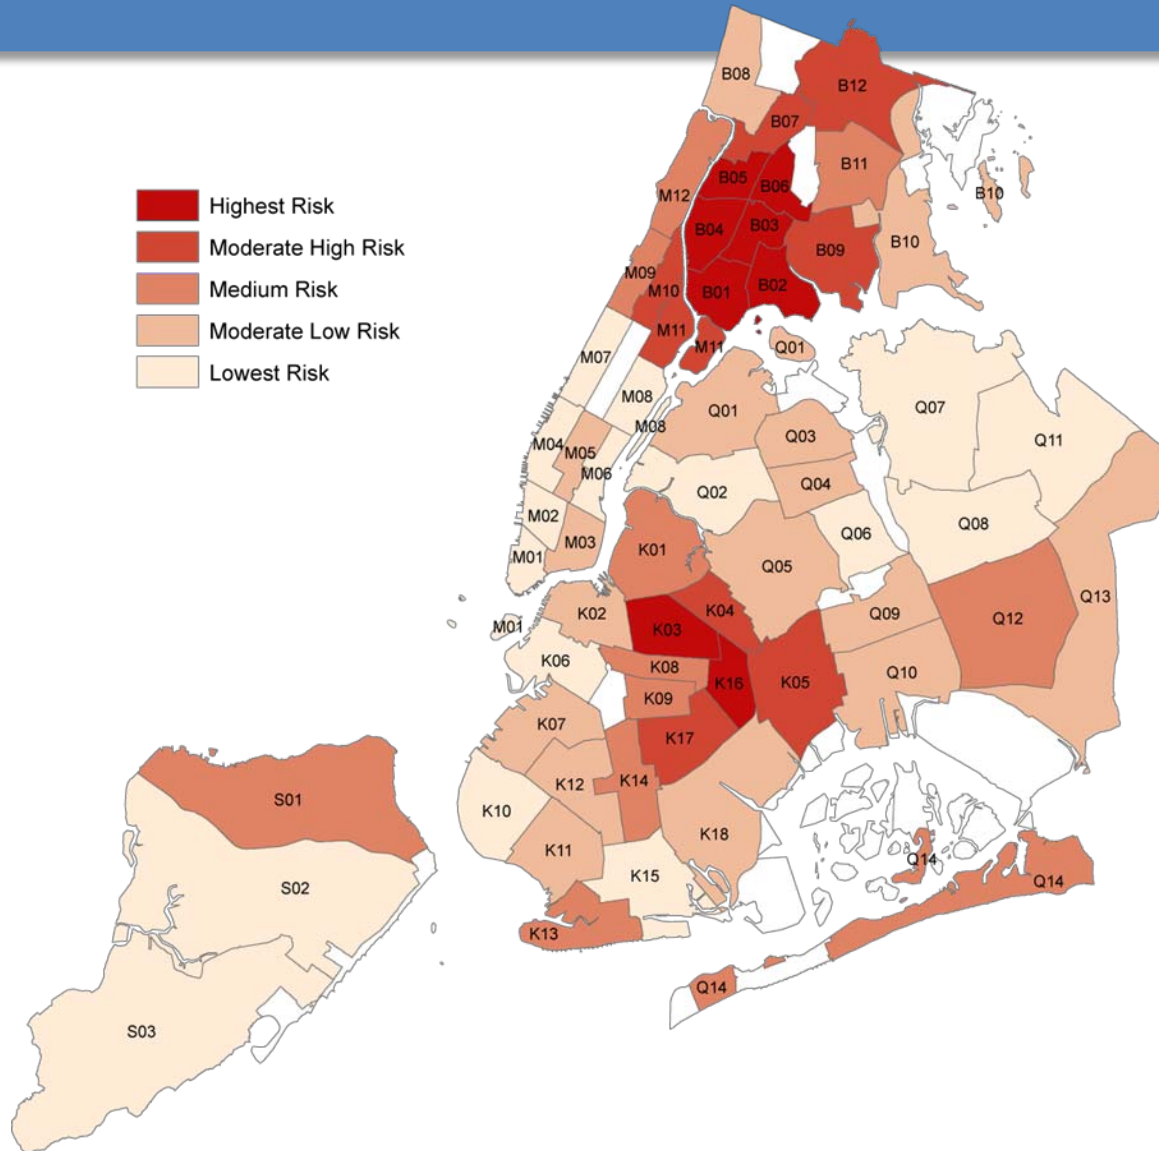 Highest Risk
Moderate High Risk
Medium Risk
Moderate Low Risk
Lowest Risk
B08
B12
B07
B11
B05
B06
M12
B10
B03
B04
B10
B09
M09
M10
B01
B02
M11
M11
Q01
M07
M08
Q01
Q07
M08
Q03
Q11
M04
M05
M06
Q04
Q02
M02
Q08
M03
K01
Q06
M01
Q05
Q13
K02
K04
Q09
Q12
M01
K03
K06
K08
Q10
K16
K05
K09
K07
K17
K14
K12
S01
K10
K18
K11
Q14
K15
Q14
S02
K13
Q14
S03